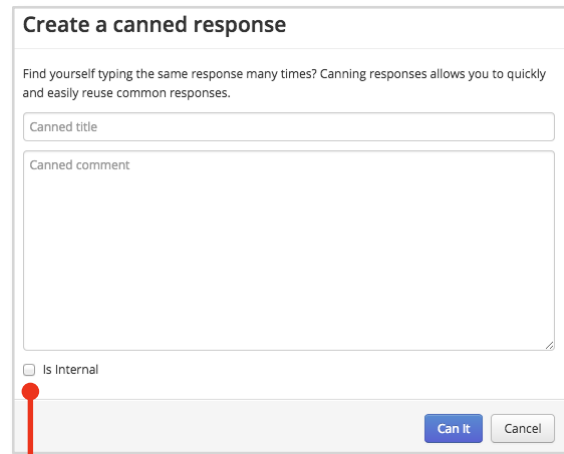 Create a canned response
Find yourself typing the same response many times? Canning responses allows you to quickly
and easily reuse common responses.
Canned title
Canned comment
Is Internal
Can It
Cancel